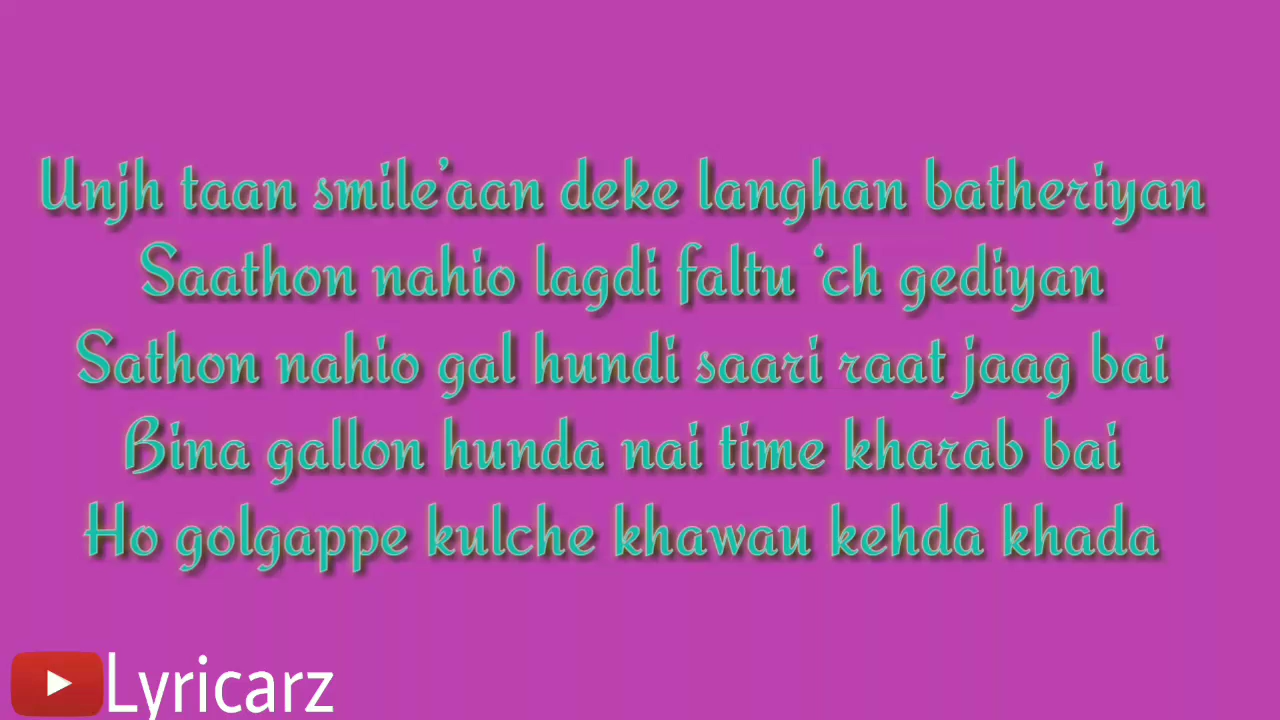 Unjh taan smile’aan deke langhan batheriyan
Saathon nahio lagdi faltu ‘ch gediyan
Sathon nahio gal hundi saari raat jaag bai
Bina gallon hunda nai time kharab bai
Ho golgappe kulche khawau kehda khada
Lyricarz